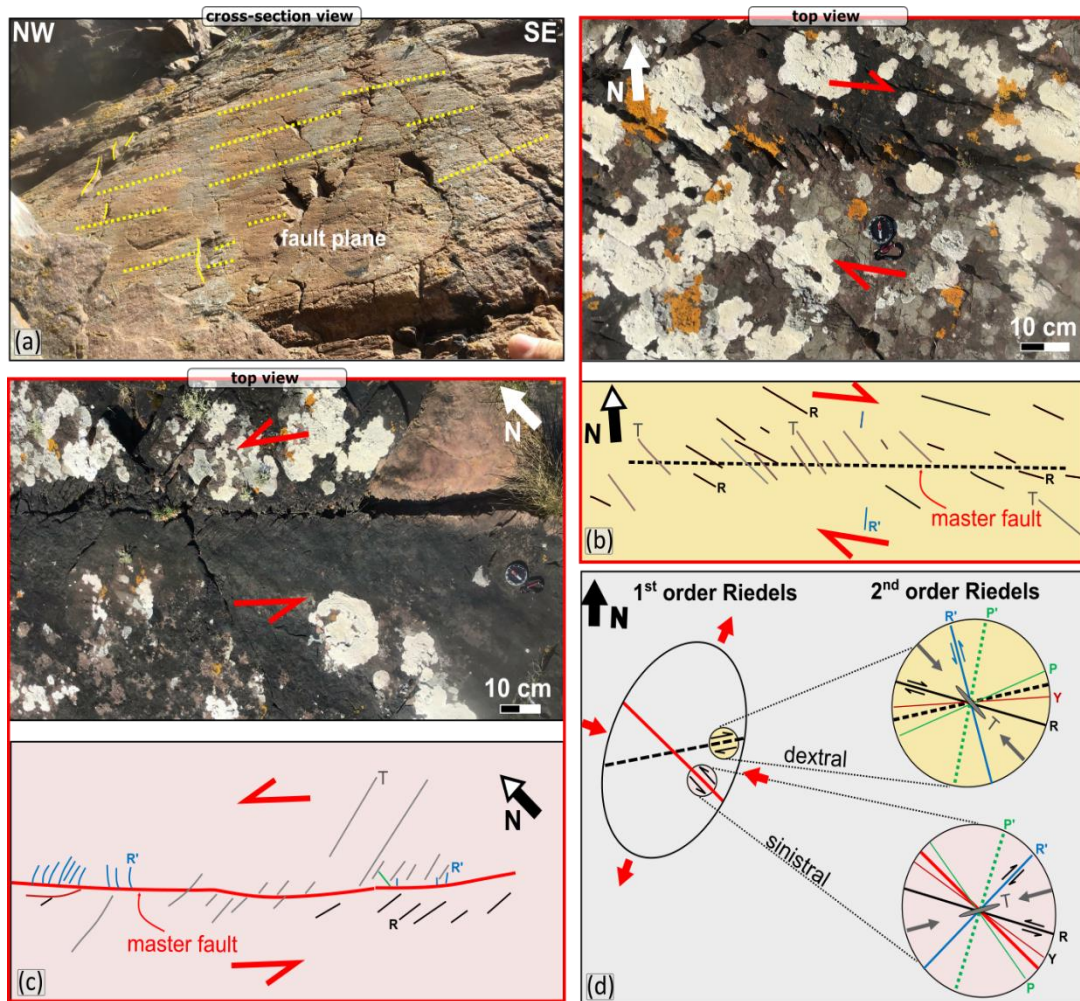 cross-section view
NW
SE
fault plane
(a)
top view
N
10 cm
N
R
T
T
R
R
T
R'
master fault
(b)
top view
N
10 cm
N
T
R'
R'
R
master fault
(c)
N
1st order Riedels
2nd order Riedels
dextral
sinistral
R'
P'
P
Y
T
R
P'
R'
T
R
Y
P
(d)